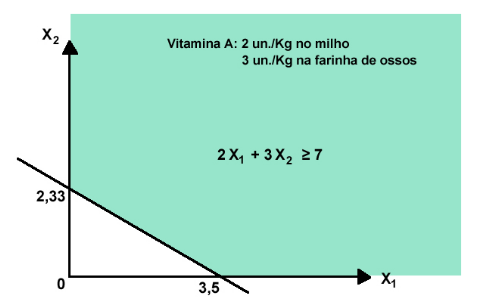 X2
Vitamina A: 2 un./Kg no milho
3 un./Kg na farinha de ossos
2 X1 + 3 X2 ≥ 7
2,33
0
3,5
X1